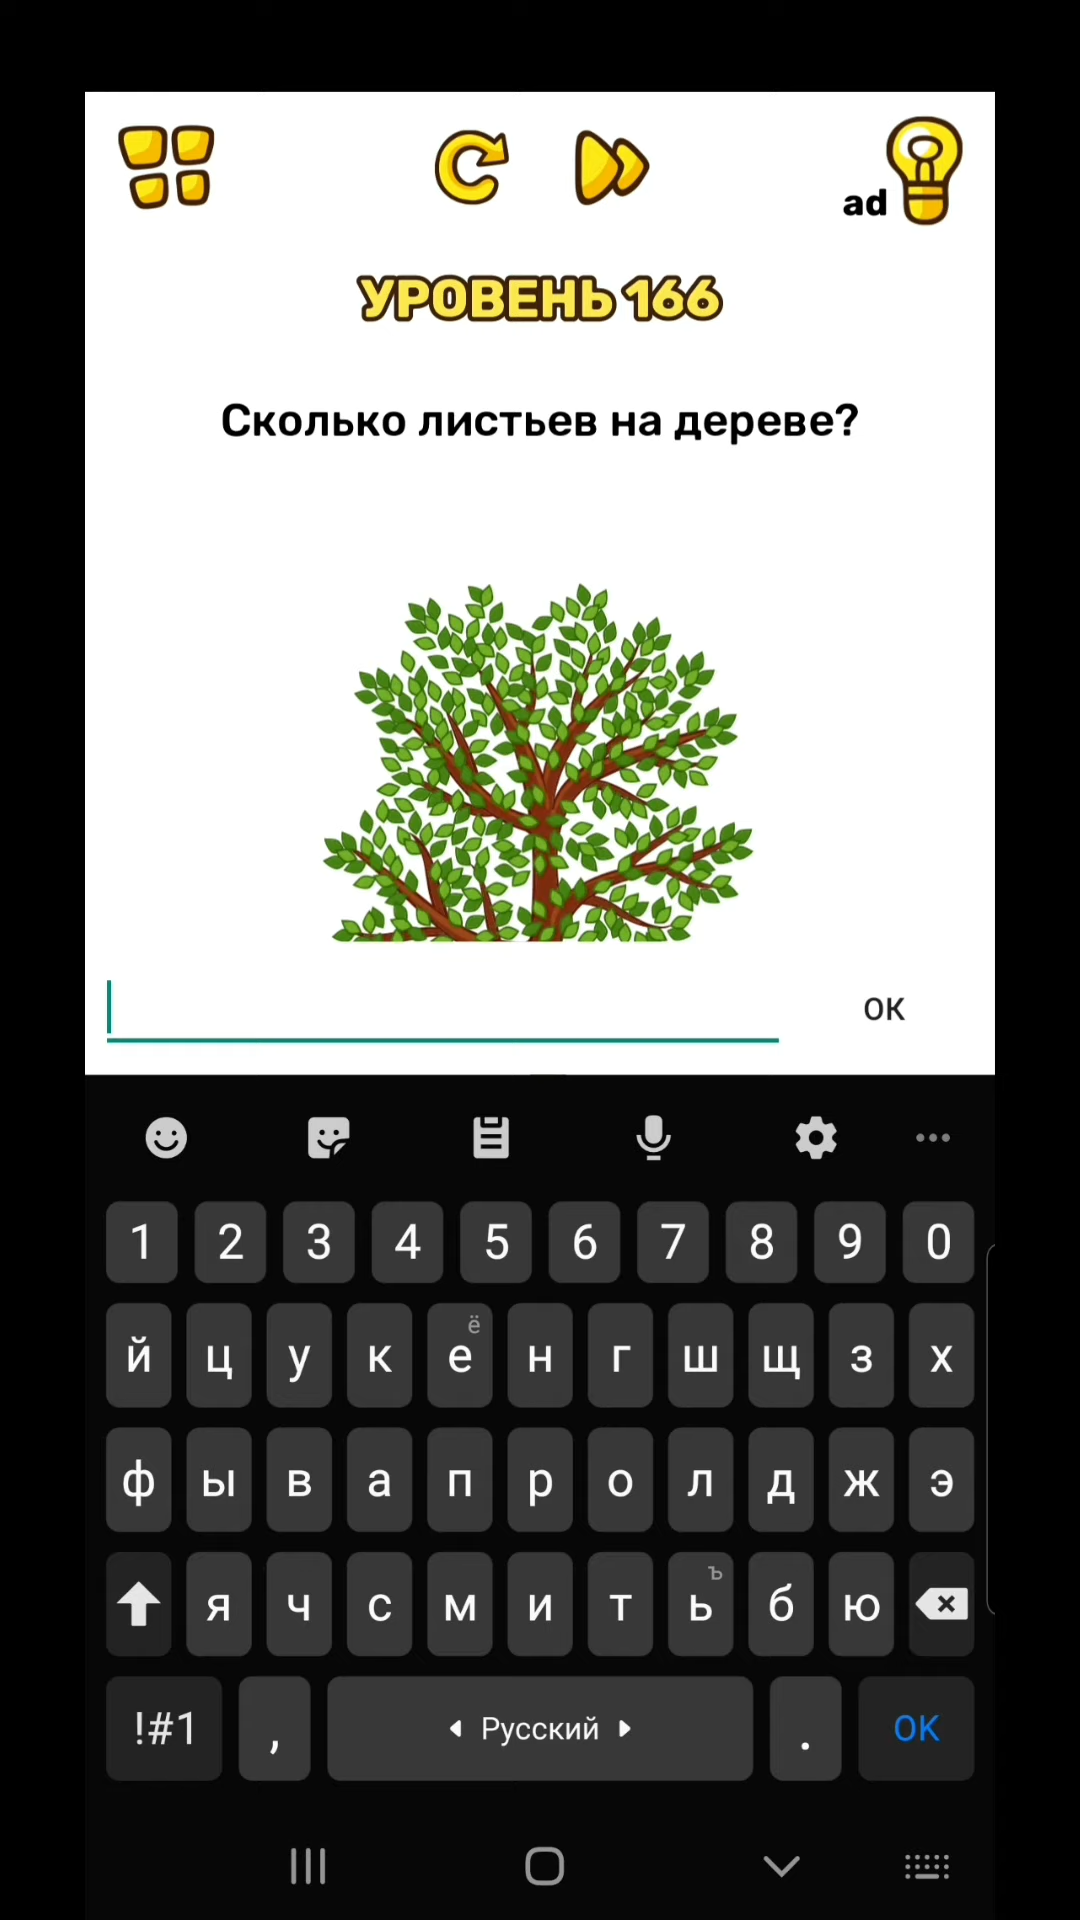 ad
УРОВЕНЬ 166
Сколько листьев на дереве?
ОК
1 2 3 4 5 6 7 8 9 0
й ц у к е ё н г ш щ з х
ф ы в а п р о л д ж э
я ч с м и т ь ъ б ю
!#1 , Русский . OK